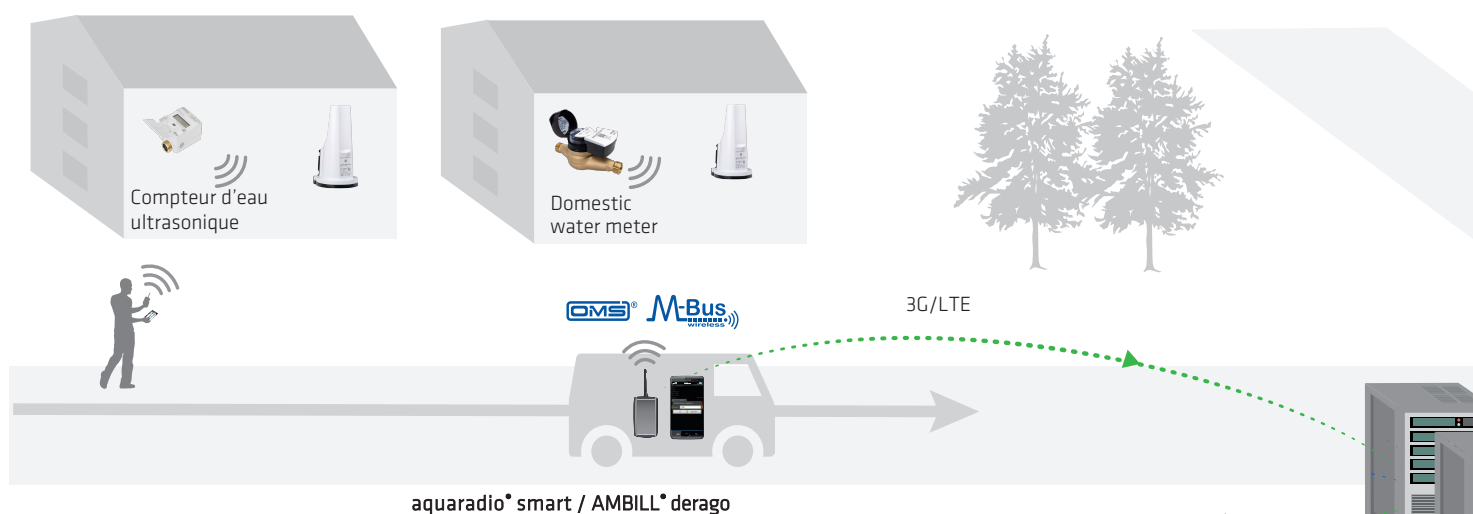 Compteur d'eau
ultrasonique
Domestic
water meter
OMS®
M-Bus
wireless
3G/LTE
aquaradio® smart / AMBILL® derago